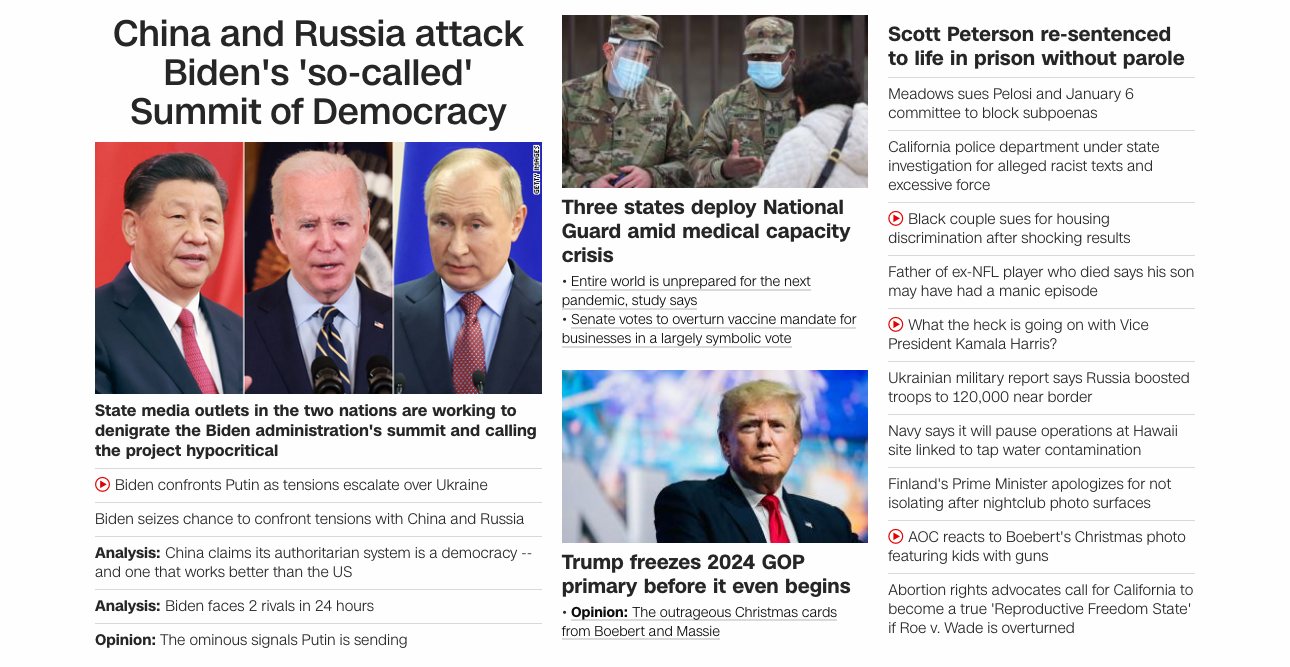 China and Russia attack
Biden's 'so-called'
Summit of Democracy
GETTY IMAGES
State media outlets in the two nations are working to
denigrate the Biden administration's summit and calling
the project hypocritical
Biden confronts Putin as tensions escalate over Ukraine
Biden seizes chance to confront tensions with China and Russia
Analysis: China claims its authoritarian system is a democracy --
and one that works better than the US
Analysis: Biden faces 2 rivals in 24 hours
Opinion: The ominous signals Putin is sending
Three states deploy National
Guard amid medical capacity
crisis
• Entire world is unprepared for the next
pandemic, study says
• Senate votes to overturn vaccine mandate for
businesses in a largely symbolic vote
Trump freezes 2024 GOP
primary before it even begins
• Opinion: The outrageous Christmas cards
from Boebert and Massie
Scott Peterson re-sentenced
to life in prison without parole
Meadows sues Pelosi and January 6
committee to block subpoenas
California police department under state
investigation for alleged racist texts and
excessive force
Black couple sues for housing
discrimination after shocking results
Father of ex-NFL player who died says his son
may have had a manic episode
What the heck is going on with Vice
President Kamala Harris?
Ukrainian military report says Russia boosted
troops to 120,000 near border
Navy says it will pause operations at Hawaii
site linked to tap water contamination
Finland's Prime Minister apologizes for not
isolating after nightclub photo surfaces
AOC reacts to Boebert's Christmas photo
featuring kids with guns
Abortion rights advocates call for California to
become a true 'Reproductive Freedom State'
if Roe v. Wade is overturned